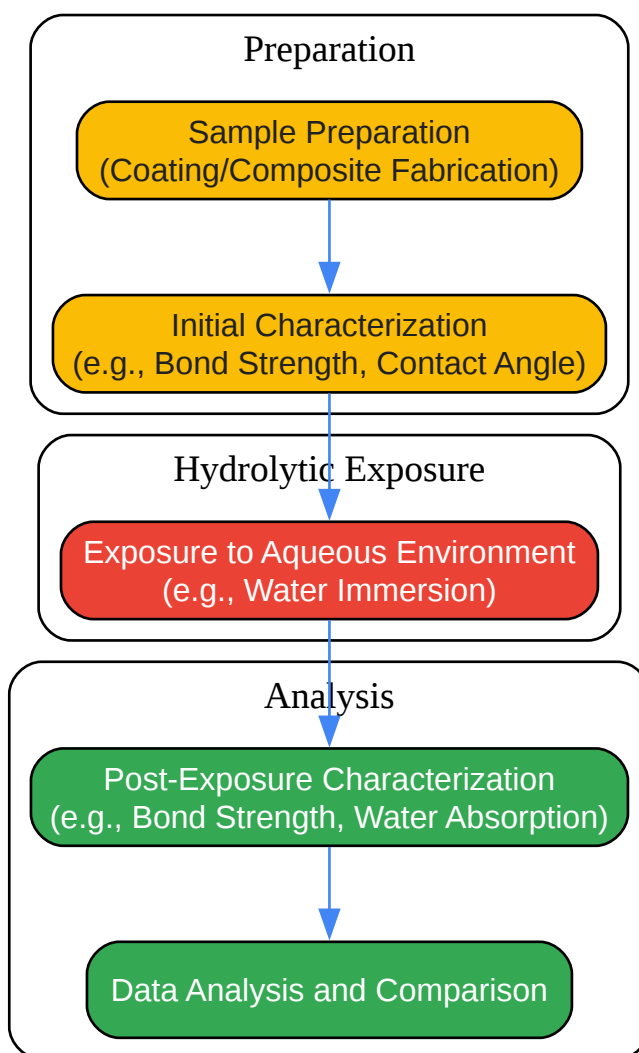 Preparation
Sample Preparation
(Coating/Composite Fabrication)
Initial Characterization
(e.g., Bond Strength, Contact Angle)
Hydrolytic Exposure
Exposure to Aqueous Environment
(e.g., Water Immersion)
Analysis
Post-Exposure Characterization
(e.g., Bond Strength, Water Absorption)
Data Analysis and Comparison